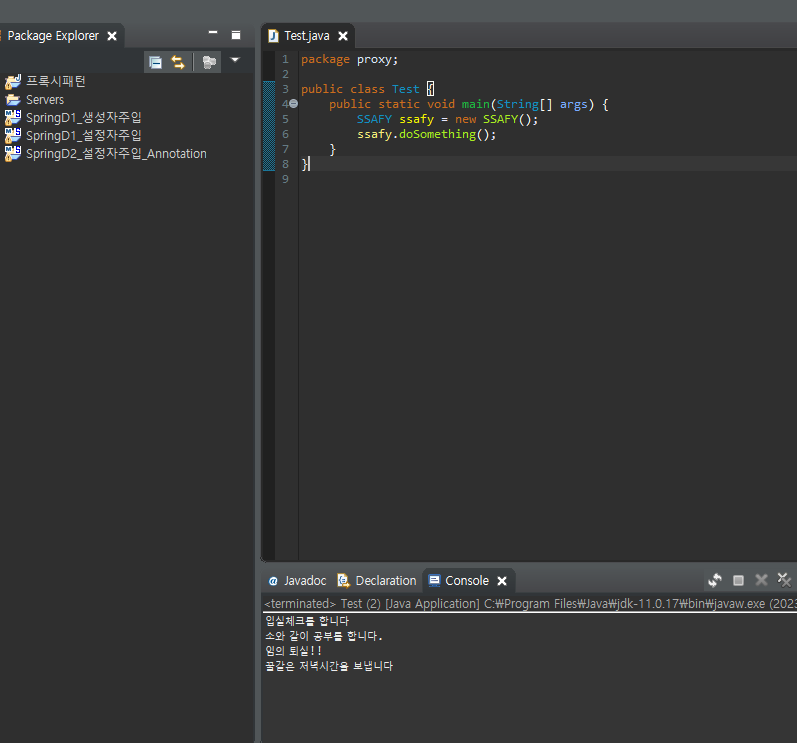 Package Explorer
프록시패턴
Servers
SpringD1_생성자주입
SpringD1_설정자주입
SpringD2_설정자주입_Annotation
Test.java
1 package proxy;
2
3 public class Test {
4 public static void main(String[] args) {
5 SSAFY ssafy = new SSAFY();
6 ssafy.doSomething();
7 }
8 }
9
@ Javadoc Declaration Console
<terminated> Test (2) [Java Application] C:₩Program Files₩Java₩jdk-11.0.17₩bin₩javaw.exe (2023
입실체크를 합니다
소와 같이 공부를 합니다.
임의 퇴실!!
꿀같은 저녁시간을 보냅니다